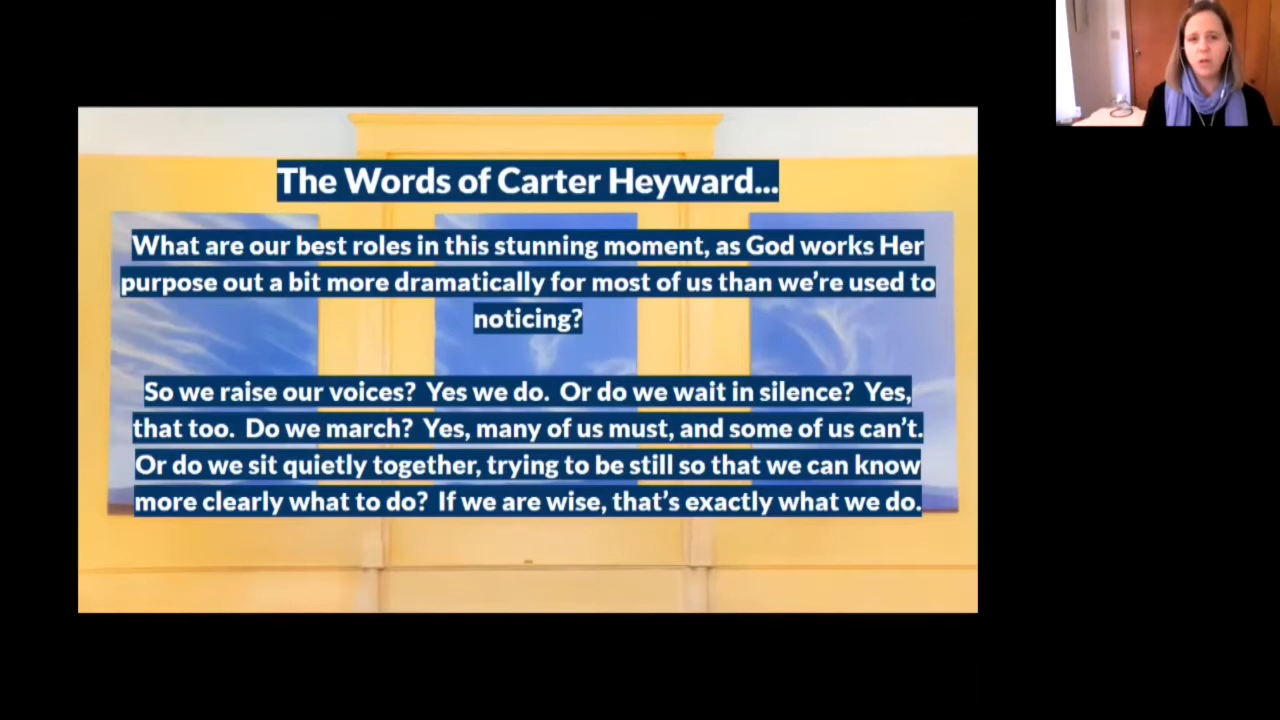 The Words of Carter Heyward...
What are our best roles in this stunning moment, as God works Her
purpose out a bit more dramatically for most of us than we’re used to
noticing?
So we raise our voices?  Yes we do.  Or do we wait in silence?  Yes,
that too.  Do we march?  Yes, many of us must, and some of us can’t.
Or do we sit quietly together, trying to be still so that we can know
more clearly what to do?  If we are wise, that’s exactly what we do.